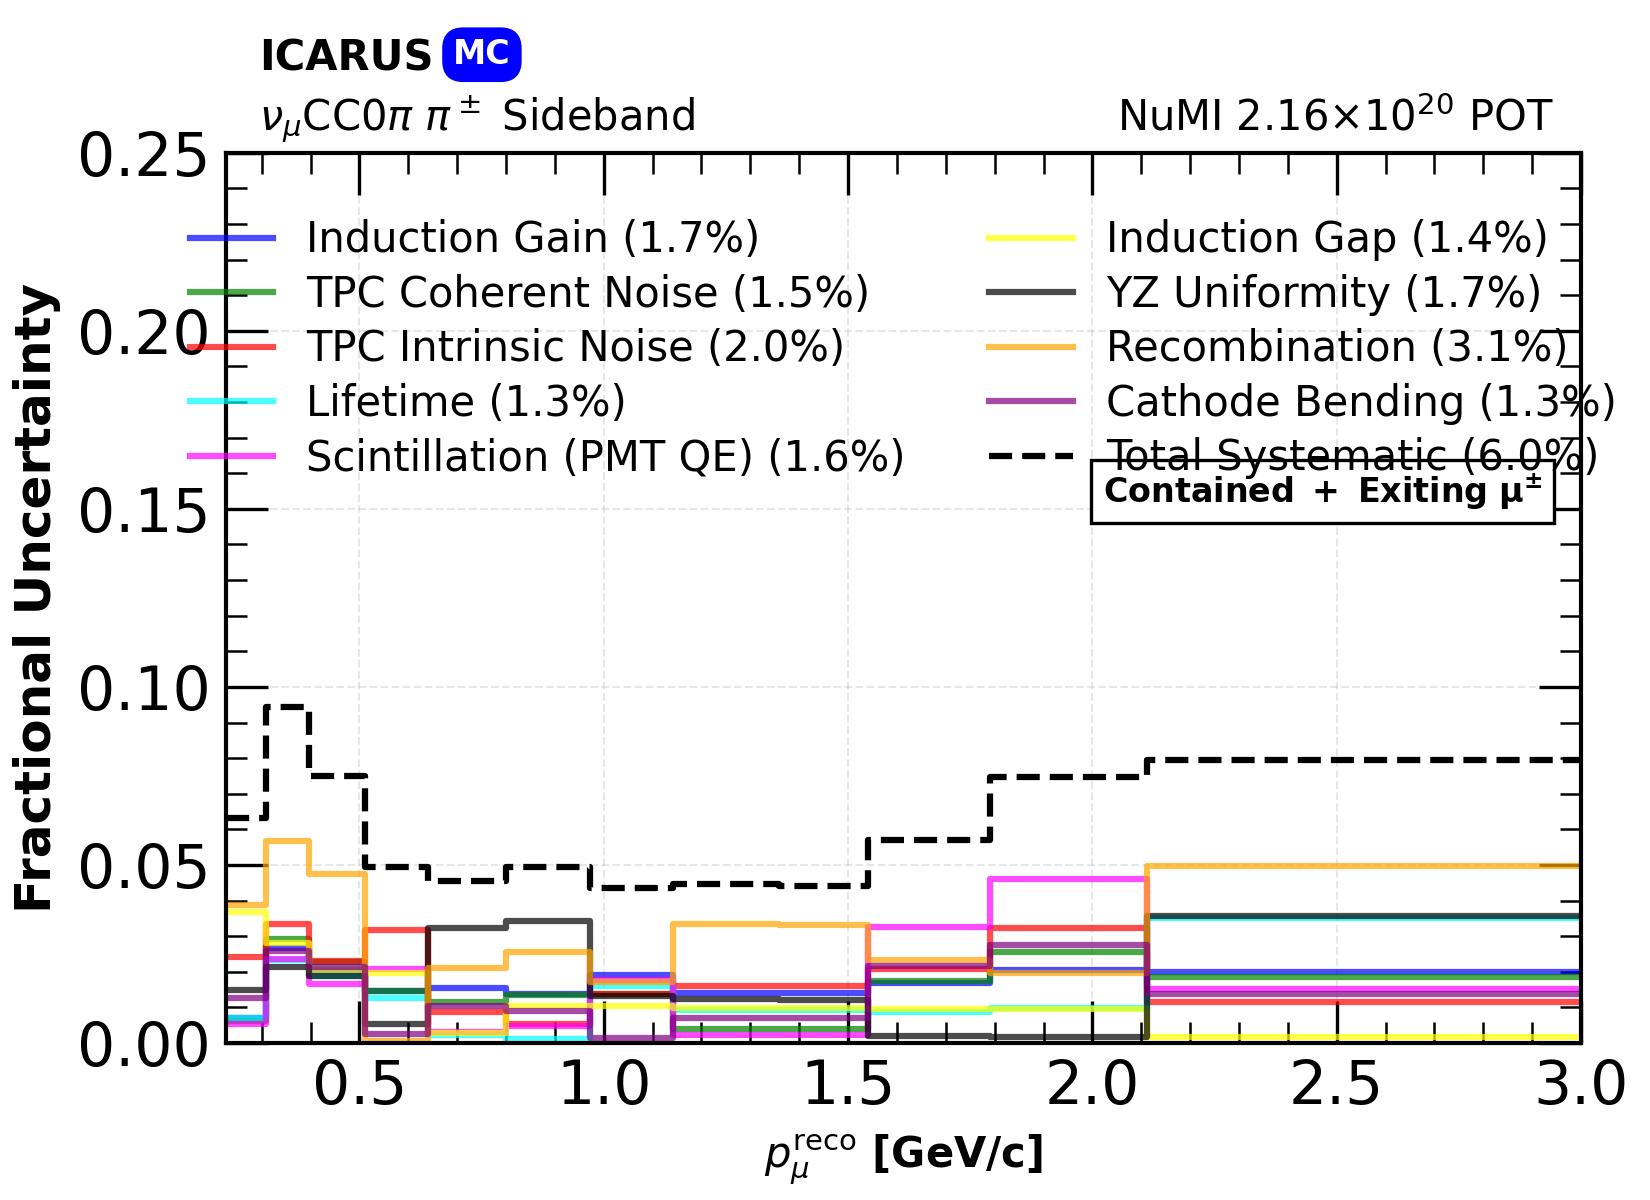 ICARUS MC
νμCC0π π± Sideband
NuMI 2.16×10²⁰ POT
0.25
0.20
0.15
0.10
0.05
0.00
Fractional Uncertainty
Induction Gain (1.7%)
TPC Coherent Noise (1.5%)
TPC Intrinsic Noise (2.0%)
Lifetime (1.3%)
Scintillation (PMT QE) (1.6%)
Induction Gap (1.4%)
YZ Uniformity (1.7%)
Recombination (3.1%)
Cathode Bending (1.3%)
Total Systematic (6.0%)
Contained + Exiting μ±
0.5 1.0 1.5 2.0 2.5 3.0
pμ^reco [GeV/c]